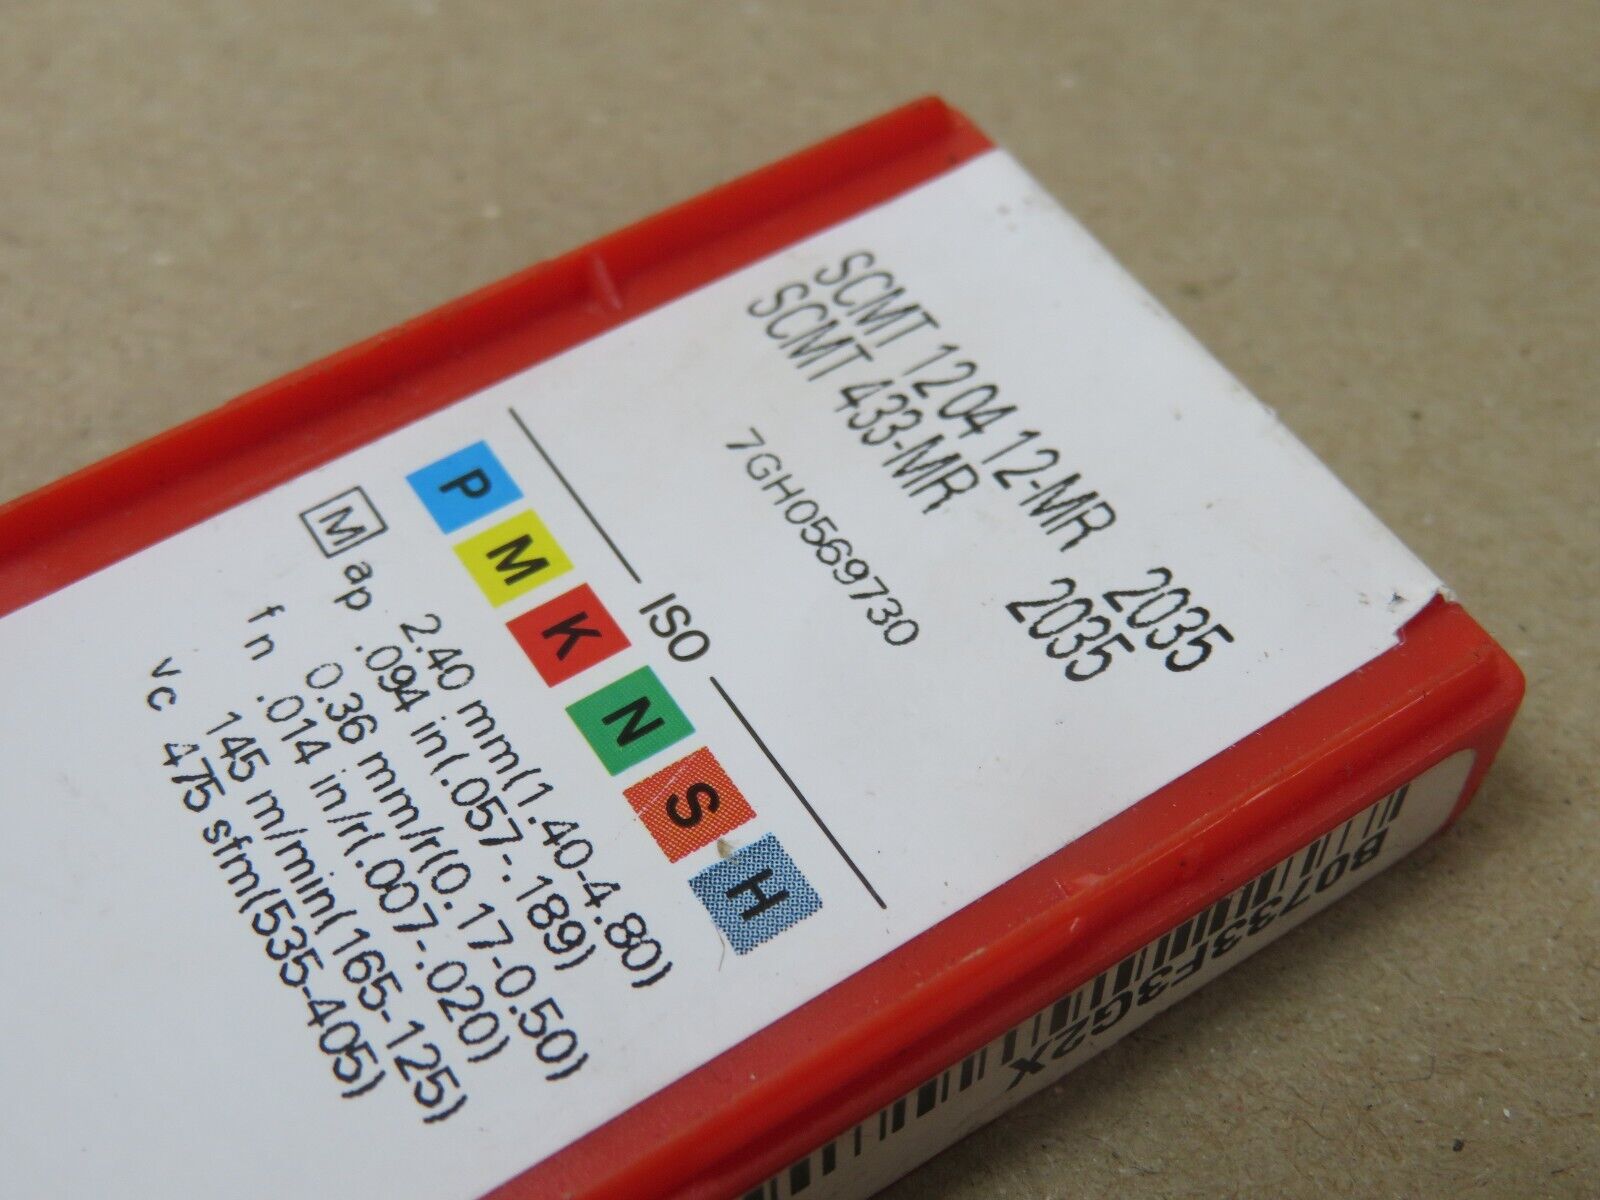 SCMT 12 04 12-MR 2035
SCMT 433-MR 2035
7GH0569730
ISO
P M K N S H
M ap 2.40 mm(1.40-4.80)
.094 in(.057-.189)
f n 0.36 mm/r(0.17-0.50)
.014 in/r(.007-.020)
vc 145 m/min(165-125)
475 sfm(535-405)
B0733F3G2X